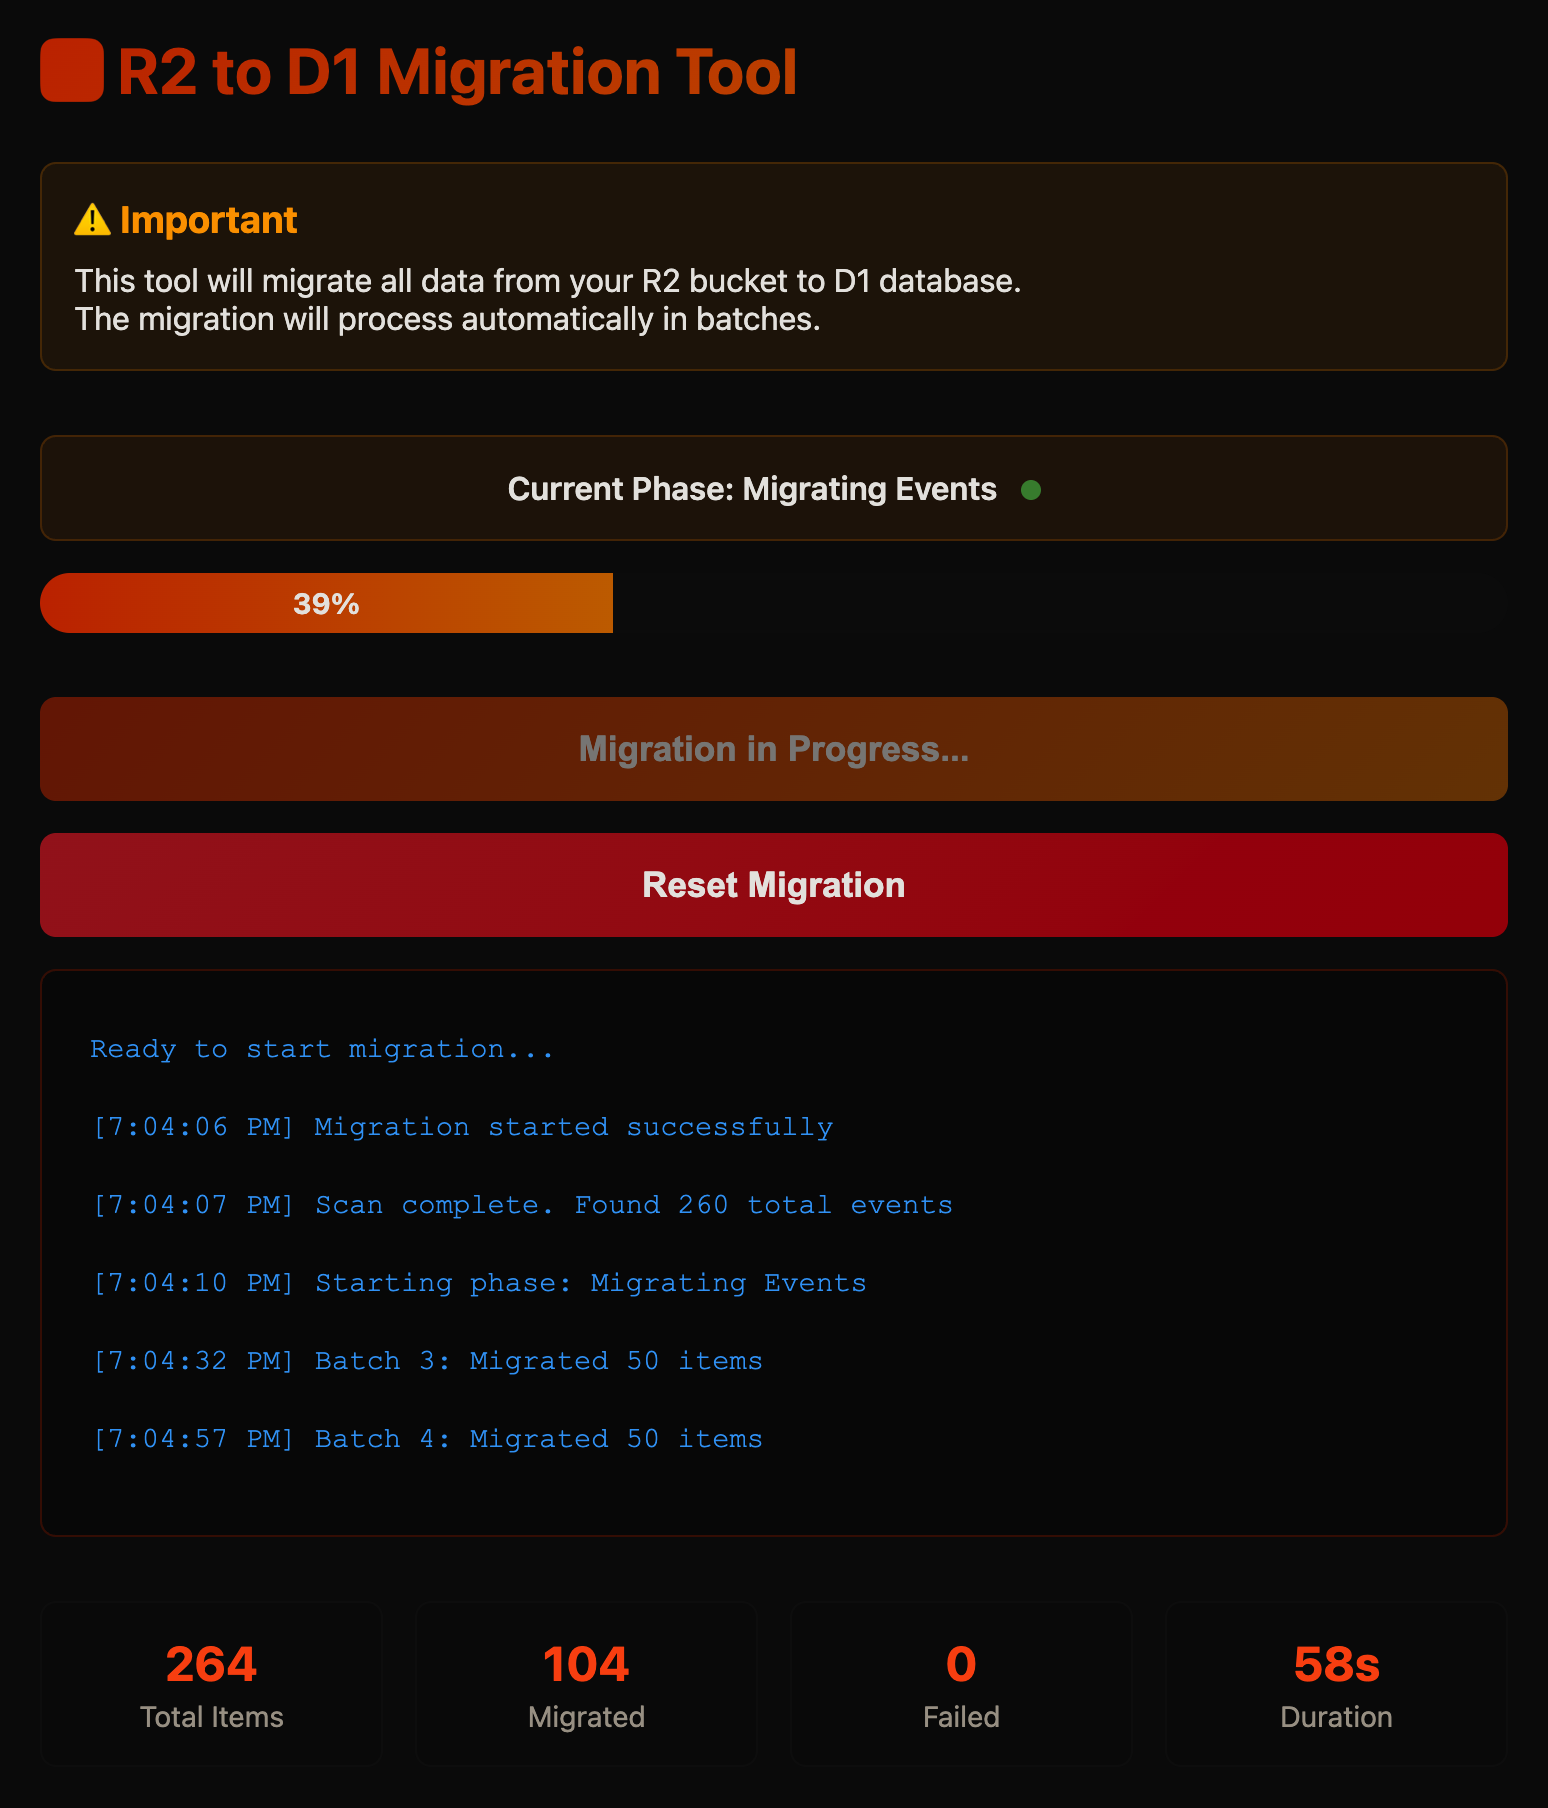 R2 to D1 Migration Tool
⚠️ Important
This tool will migrate all data from your R2 bucket to D1 database.
The migration will process automatically in batches.
Current Phase: Migrating Events
39%
Migration in Progress...
Reset Migration
Ready to start migration...
[7:04:06 PM] Migration started successfully
[7:04:07 PM] Scan complete. Found 260 total events
[7:04:10 PM] Starting phase: Migrating Events
[7:04:32 PM] Batch 3: Migrated 50 items
[7:04:57 PM] Batch 4: Migrated 50 items
264
Total Items
104
Migrated
0
Failed
58s
Duration